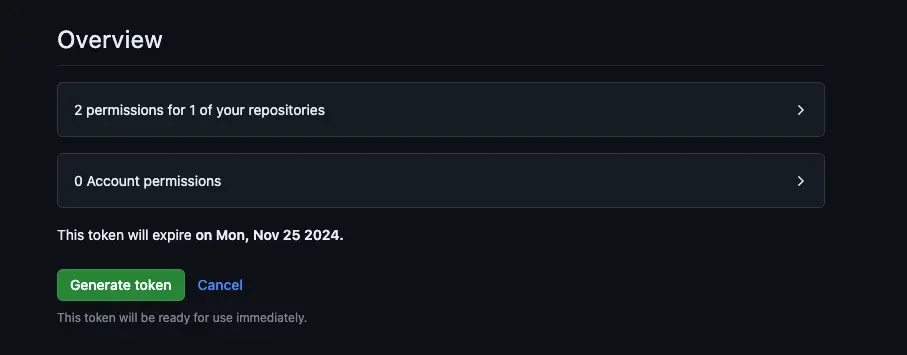 Overview
2 permissions for 1 of your repositories
0 Account permissions
This token will expire on Mon, Nov 25 2024.
Generate token Cancel
This token will be ready for use immediately.